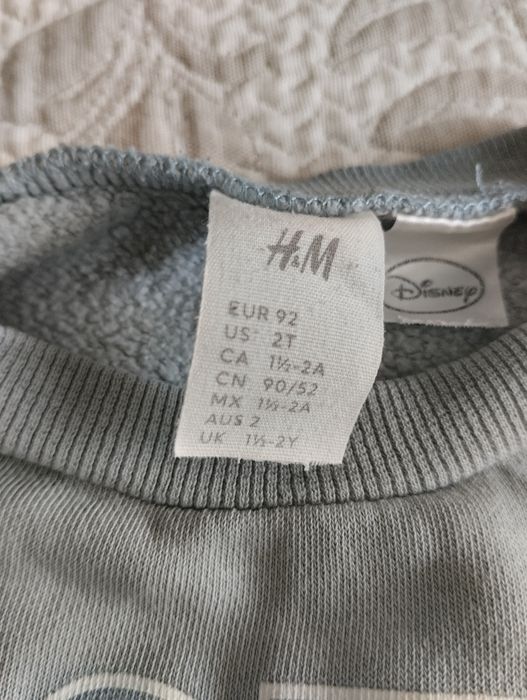 H&M
EUR 92
US 2T
CA 1½-2A
CN 90/52
MX 1½-2A
AUS 2
UK 1½-2Y
Disney